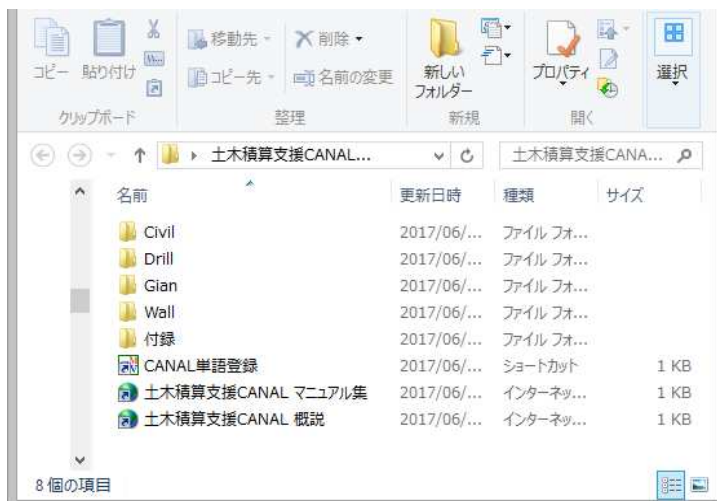 コピー 貼り付け
移動先 削除
コピー先 名前の変更
新しい
フォルダー
プロパティ
選択
クリップボード 整理 新規 開く
土木積算支援CANAL... 土木積算支援CANA...
名前 更新日時 種類 サイズ
Civil 2017/06/... ファイル フォ...
Drill 2017/06/... ファイル フォ...
Gian 2017/06/... ファイル フォ...
Wall 2017/06/... ファイル フォ...
付録 2017/06/... ファイル フォ...
CANAL単語登録 2017/06/... ショートカット 1 KB
土木積算支援CANAL マニュアル集 2017/06/... インターネッ... 1 KB
土木積算支援CANAL 概説 2017/06/... インターネッ... 1 KB
8 個の項目